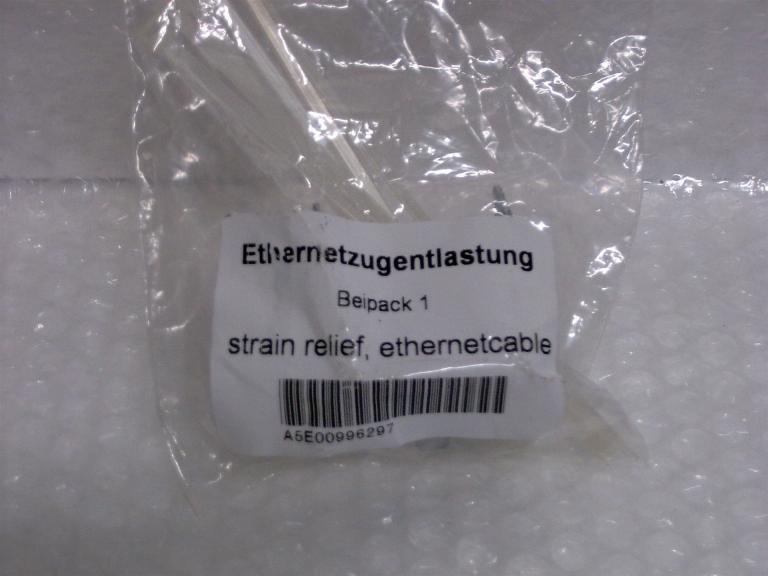 Ethernetzugentlastung
Beipack 1
strain relief, ethernetcable
A5E00996297